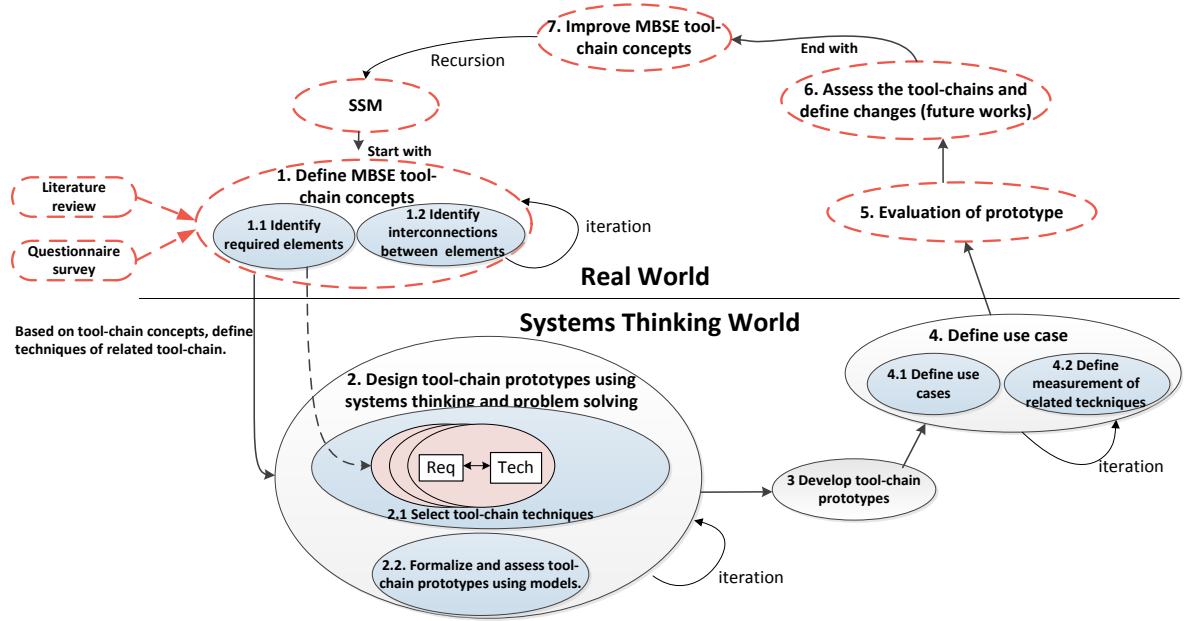 7. Improve MBSE tool-
chain concepts
End with
Recursion
6. Assess the tool-chains and
define changes (future works)
SSM
Start with
1. Define MBSE tool-
chain concepts
Literature
review
1.1 Identify
required elements
1.2 Identify
interconnections
between elements
iteration
5. Evaluation of prototype
Questionnaire
survey
Real World
Systems Thinking World
Based on tool-chain concepts, define
techniques of related tool-chain.
4. Define use case
4.1 Define use
cases
4.2 Define
measurement of
related teckniques
iteration
2. Design tool-chain prototypes using
systems thinking and problem solving
Req
Tech
2.1 Select tool-chain techniques
3 Develop tool-chain
prototypes
2.2. Formalize and assess tool-
chain prototypes using models.
iteration